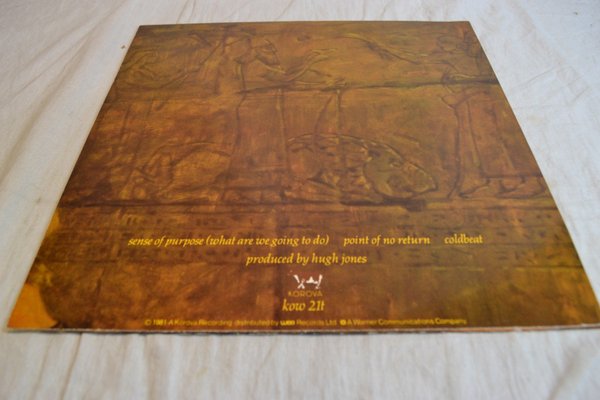 sense of purpose (what are we going to do) point of no return coldbeat
produced by hugh jones
KOROVA
kow 21t
© 1981 A Korova Recording distributed by wea Records Ltd. A Warner Communications Company